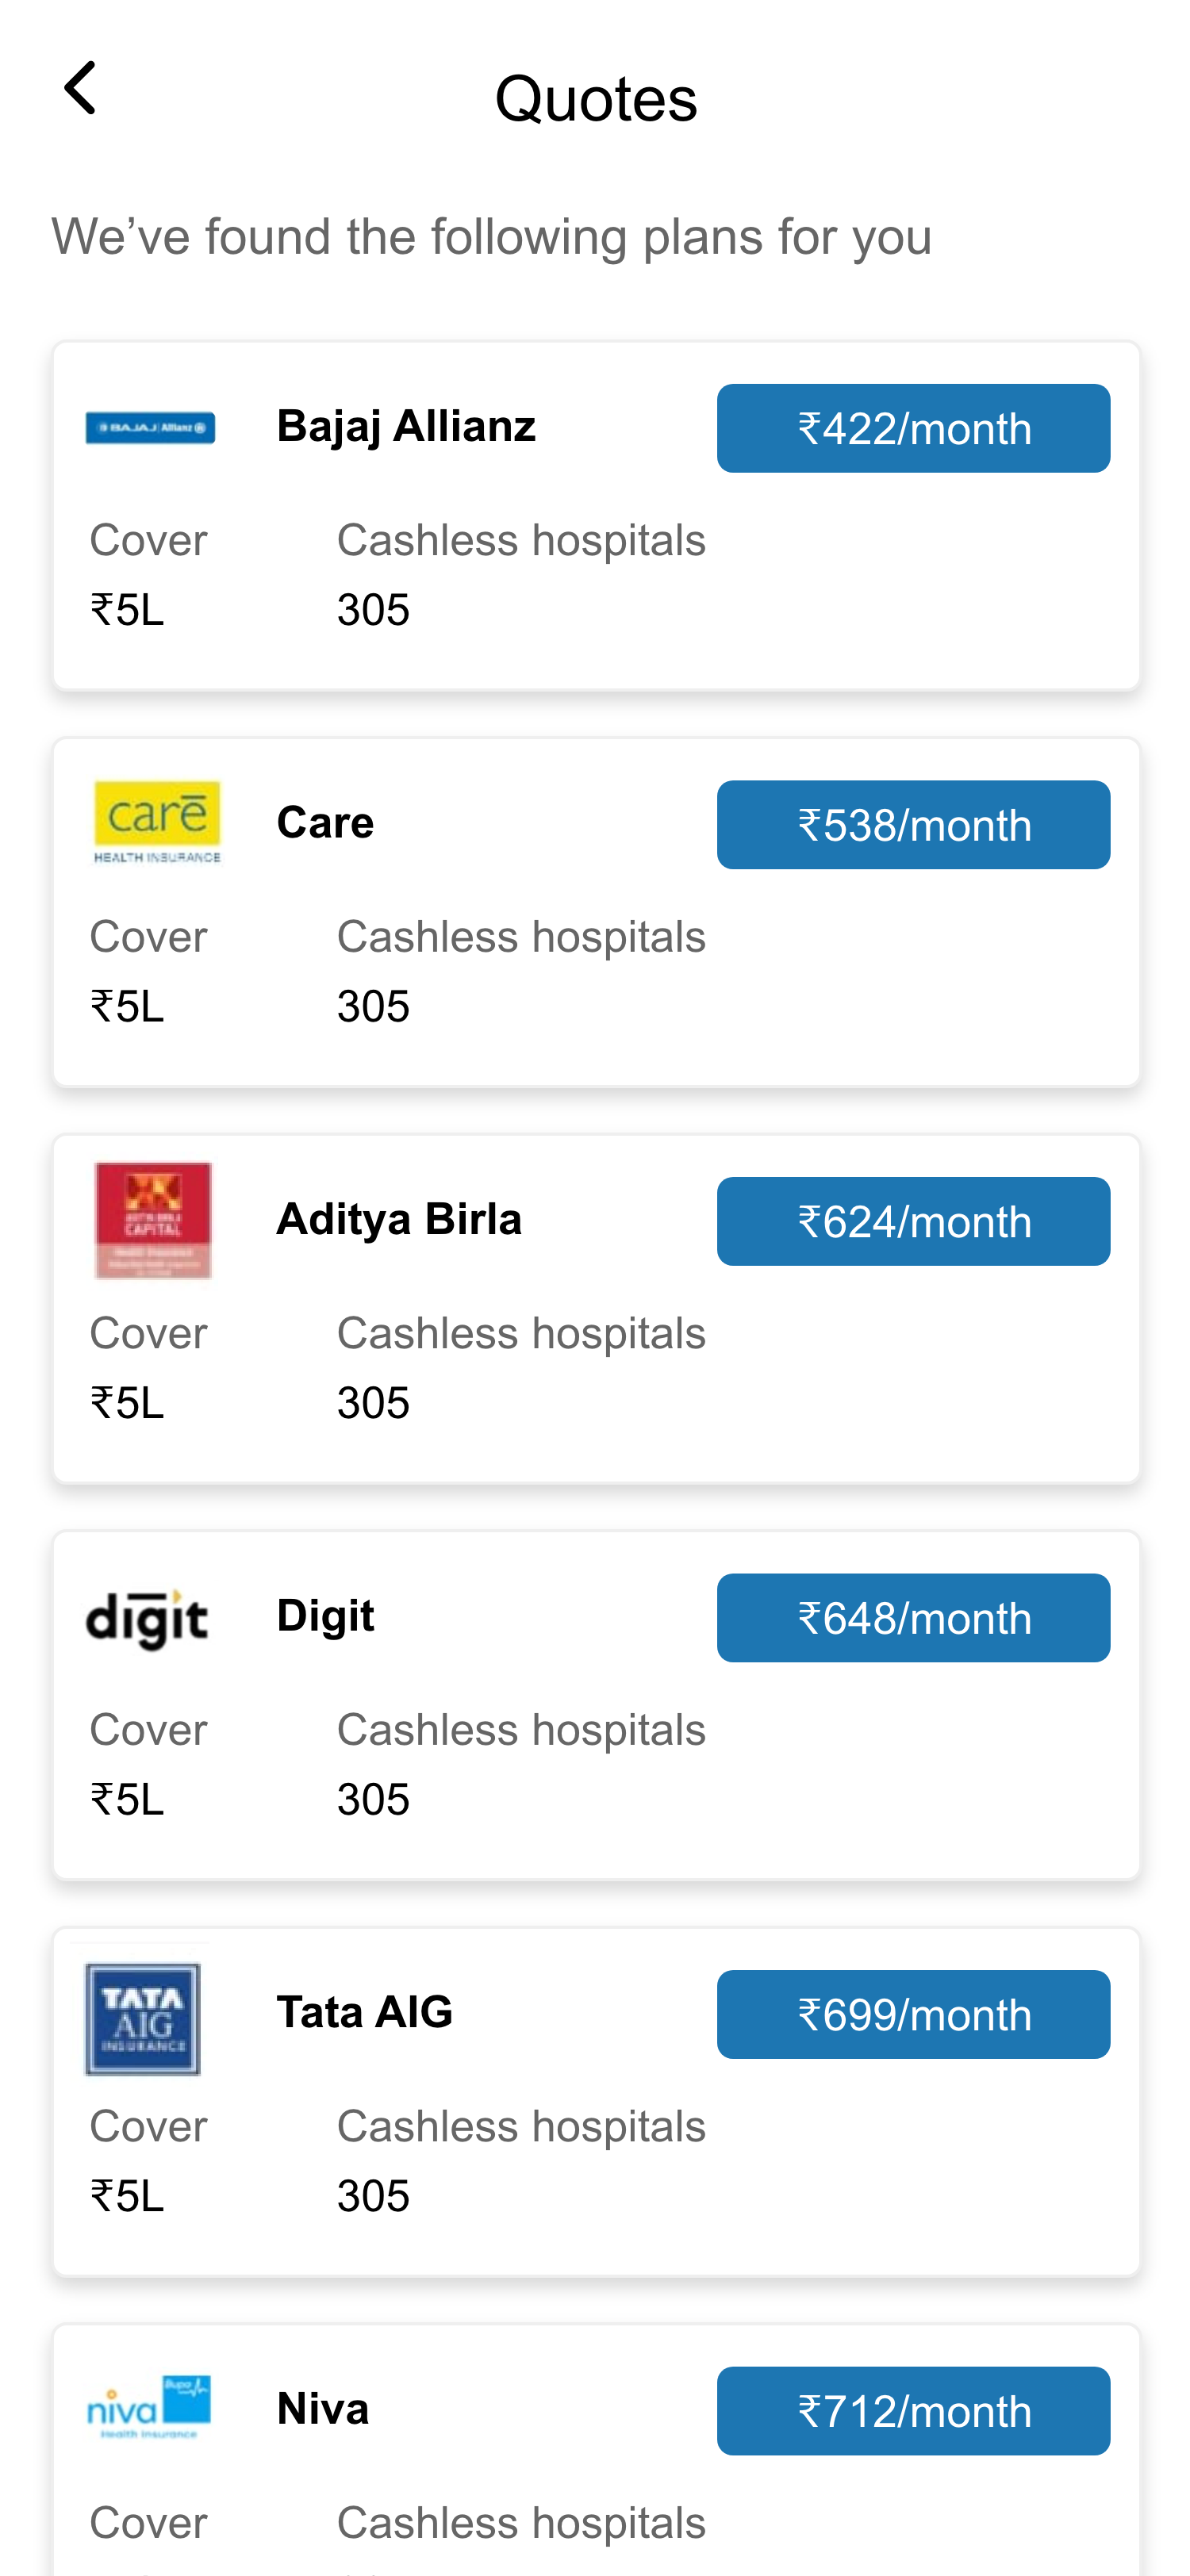 Quotes
We’ve found the following plans for you
BAJAJ Allianz
Bajaj Allianz
₹422/month
Cover Cashless hospitals
₹5L 305
care
HEALTH INSURANCE
Care
₹538/month
Cover Cashless hospitals
₹5L 305
CAPITAL
Aditya Birla
₹624/month
Cover Cashless hospitals
₹5L 305
digit
Digit
₹648/month
Cover Cashless hospitals
₹5L 305
TATA
AIG
INSURANCE
Tata AIG
₹699/month
Cover Cashless hospitals
₹5L 305
niva
Bupa
Health Insurance
Niva
₹712/month
Cover Cashless hospitals